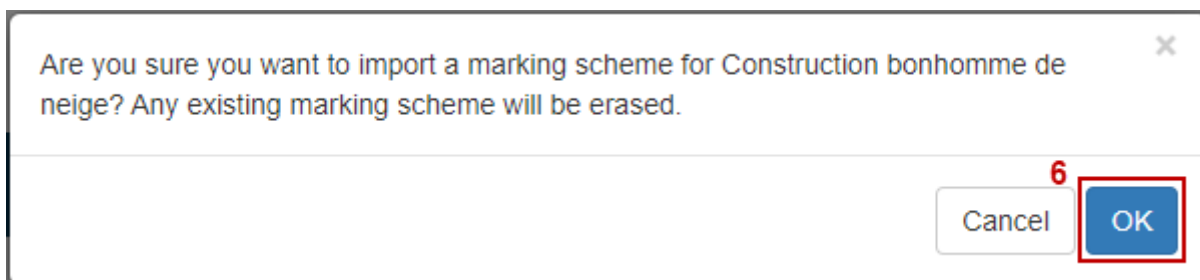 Are you sure you want to import a marking scheme for Construction bonhomme de
neige? Any existing marking scheme will be erased.
×
6
Cancel
OK